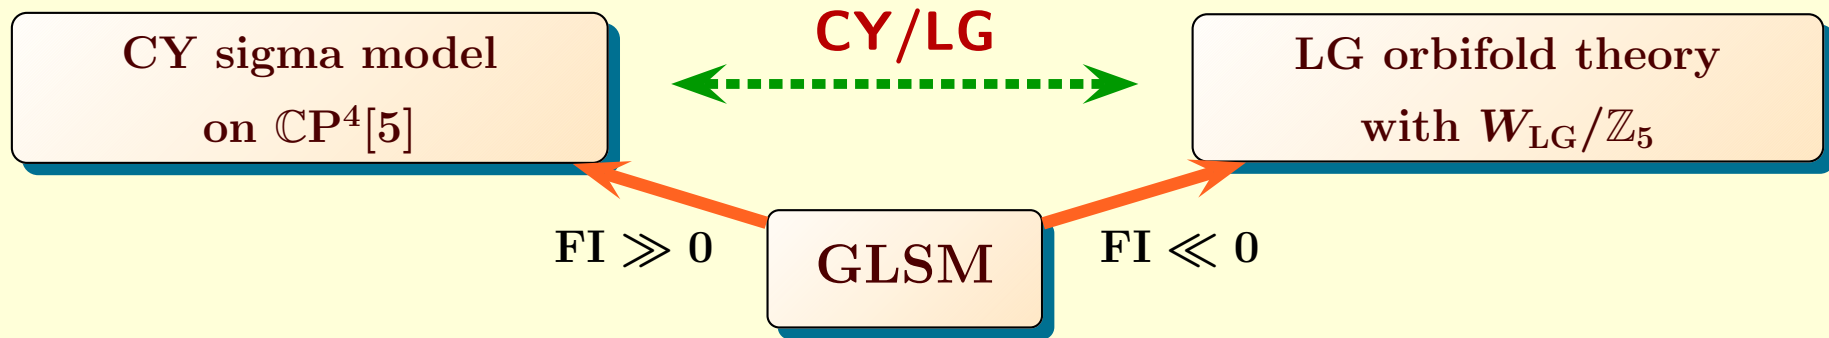 CY/LG
CY sigma model
on ℂP⁴[5]
LG orbifold theory
with W_LG/ℤ₅
FI ≫ 0
GLSM
FI ≪ 0